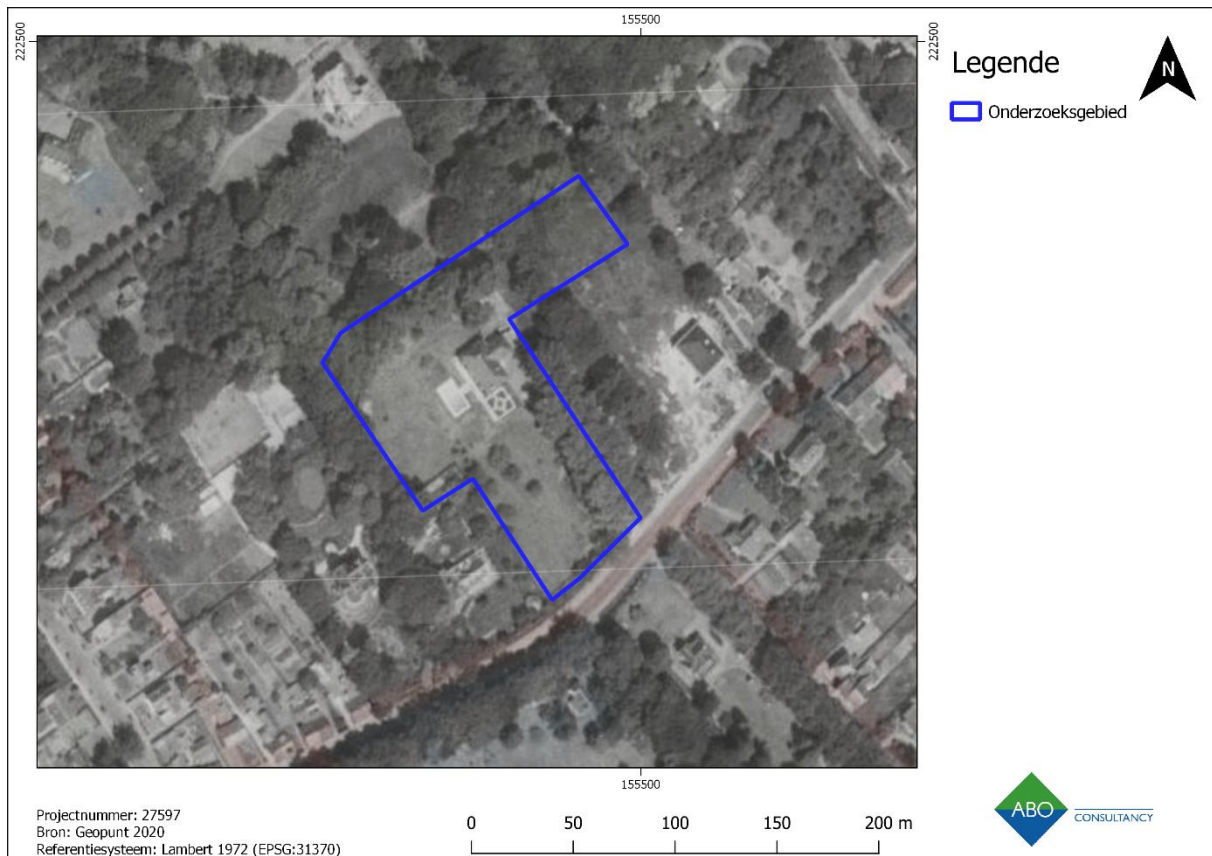 155500
222500
222500
Legende
N
Onderzoeksgebied
155500
Projectnummer: 27597
Bron: Geopunt 2020
Referentiesysteem: Lambert 1972 (EPSG:31370)
0 50 100 150 200 m
ABO CONSULTANCY